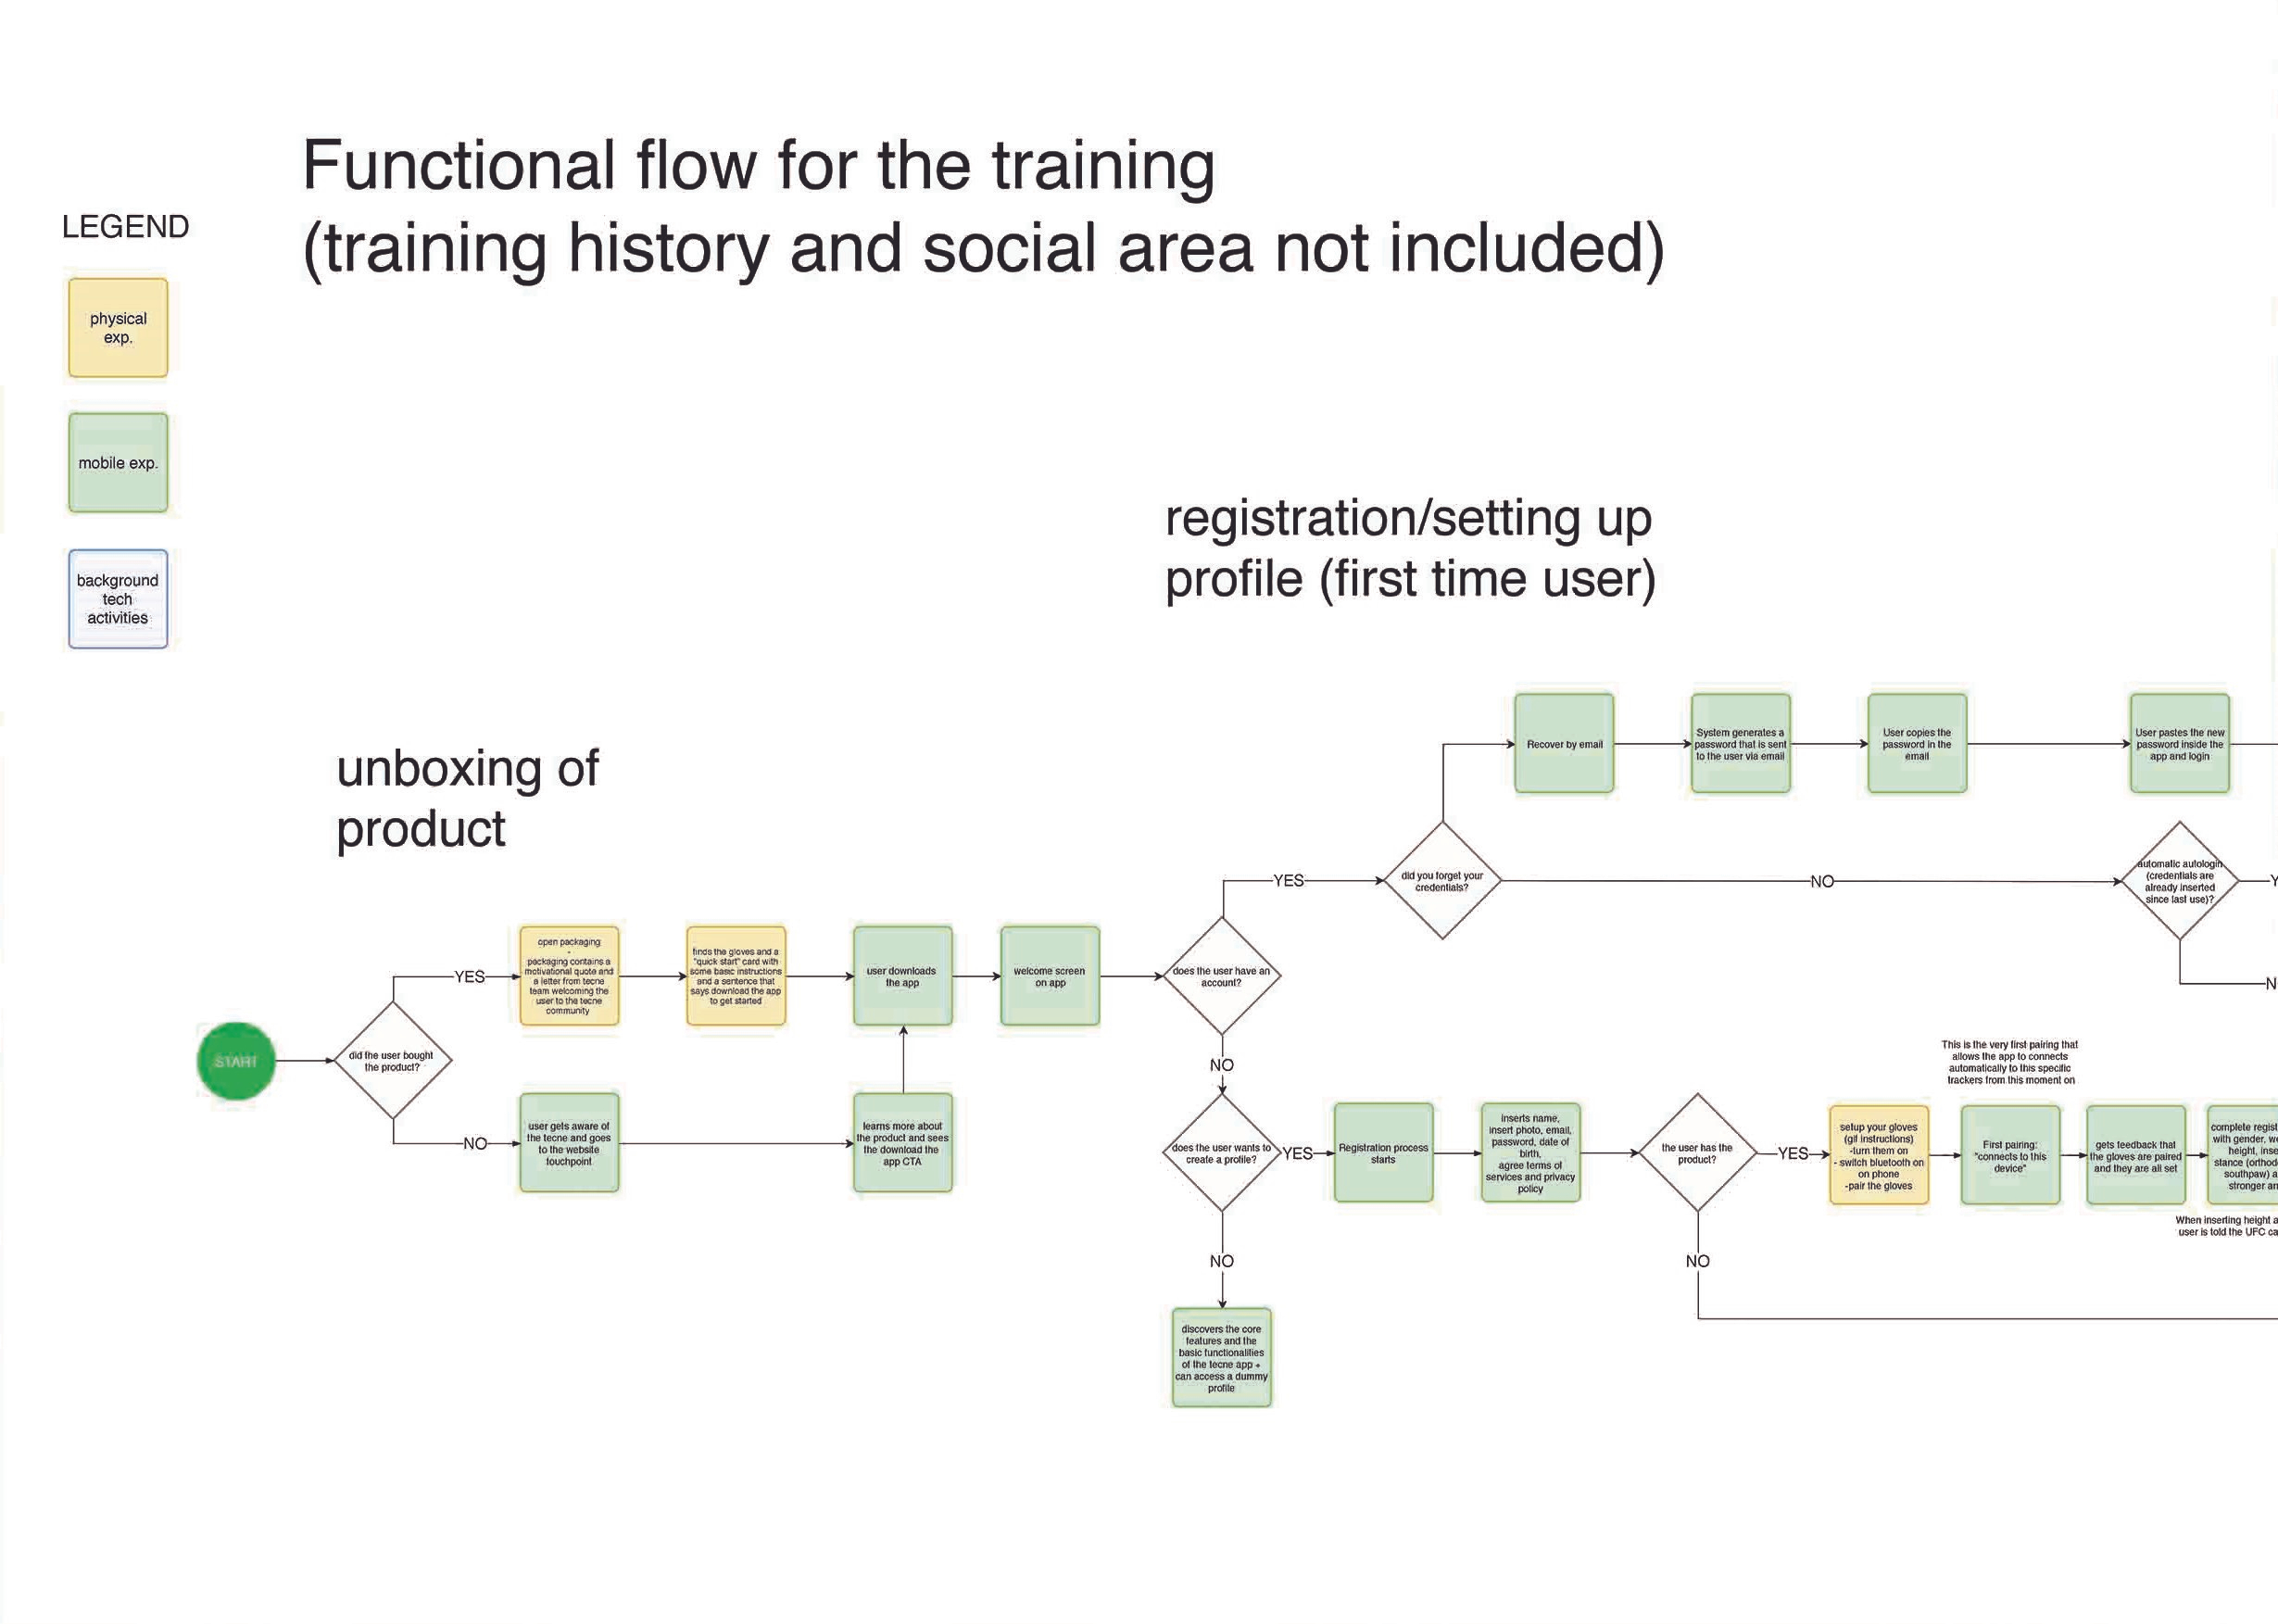 Functional flow for the training
(training history and social area not included)
LEGEND
physical
exp.
mobile exp.
background
tech
activities
registration/setting up
profile (first time user)
unboxing of
product
START
did the user bought
the product?
YES
open packaging
-
packaging contains a
motivational quote and
a letter from tecne
team welcoming the
user to the tecne
community
finds the gloves and a
"quick start" card with
some basic instructions
and a sentence that
says download the app
to get started
user downloads
the app
welcome screen
on app
NO
user gets aware of
the tecne and goes
to the website
touchpoint
learns more about
the product and sees
the download the
app CTA
does the user have an
account?
YES
did you forget your
credentials?
Recover by email
System generates a
password that is sent
to the user via email
User copies the
password in the
email
User pastes the new
password inside the
app and login
NO
automatic autologin
(credentials are
already inserted
since last use)?
Y
N
NO
does the user wants to
create a profile?
YES
Registration process
starts
inserts name,
insert photo, email,
password, date of
birth,
agree terms of
services and privacy
policy
the user has the
product?
YES
setup your gloves
(gif instructions)
-turn them on
- switch bluetooth on
on phone
-pair the gloves
This is the very first pairing that
allows the app to connects
automatically to this specific
trackers from this moment on
First pairing:
"connects to this
device"
gets feedback that
the gloves are paired
and they are all set
complete regist
with gender, we
height, inse
stance (orthodo
southpaw) a
stronger an
When inserting height a
user is told the UFC ca
NO
NO
discovers the core
features and the
basic functionalities
of the tecne app +
can access a dummy
profile